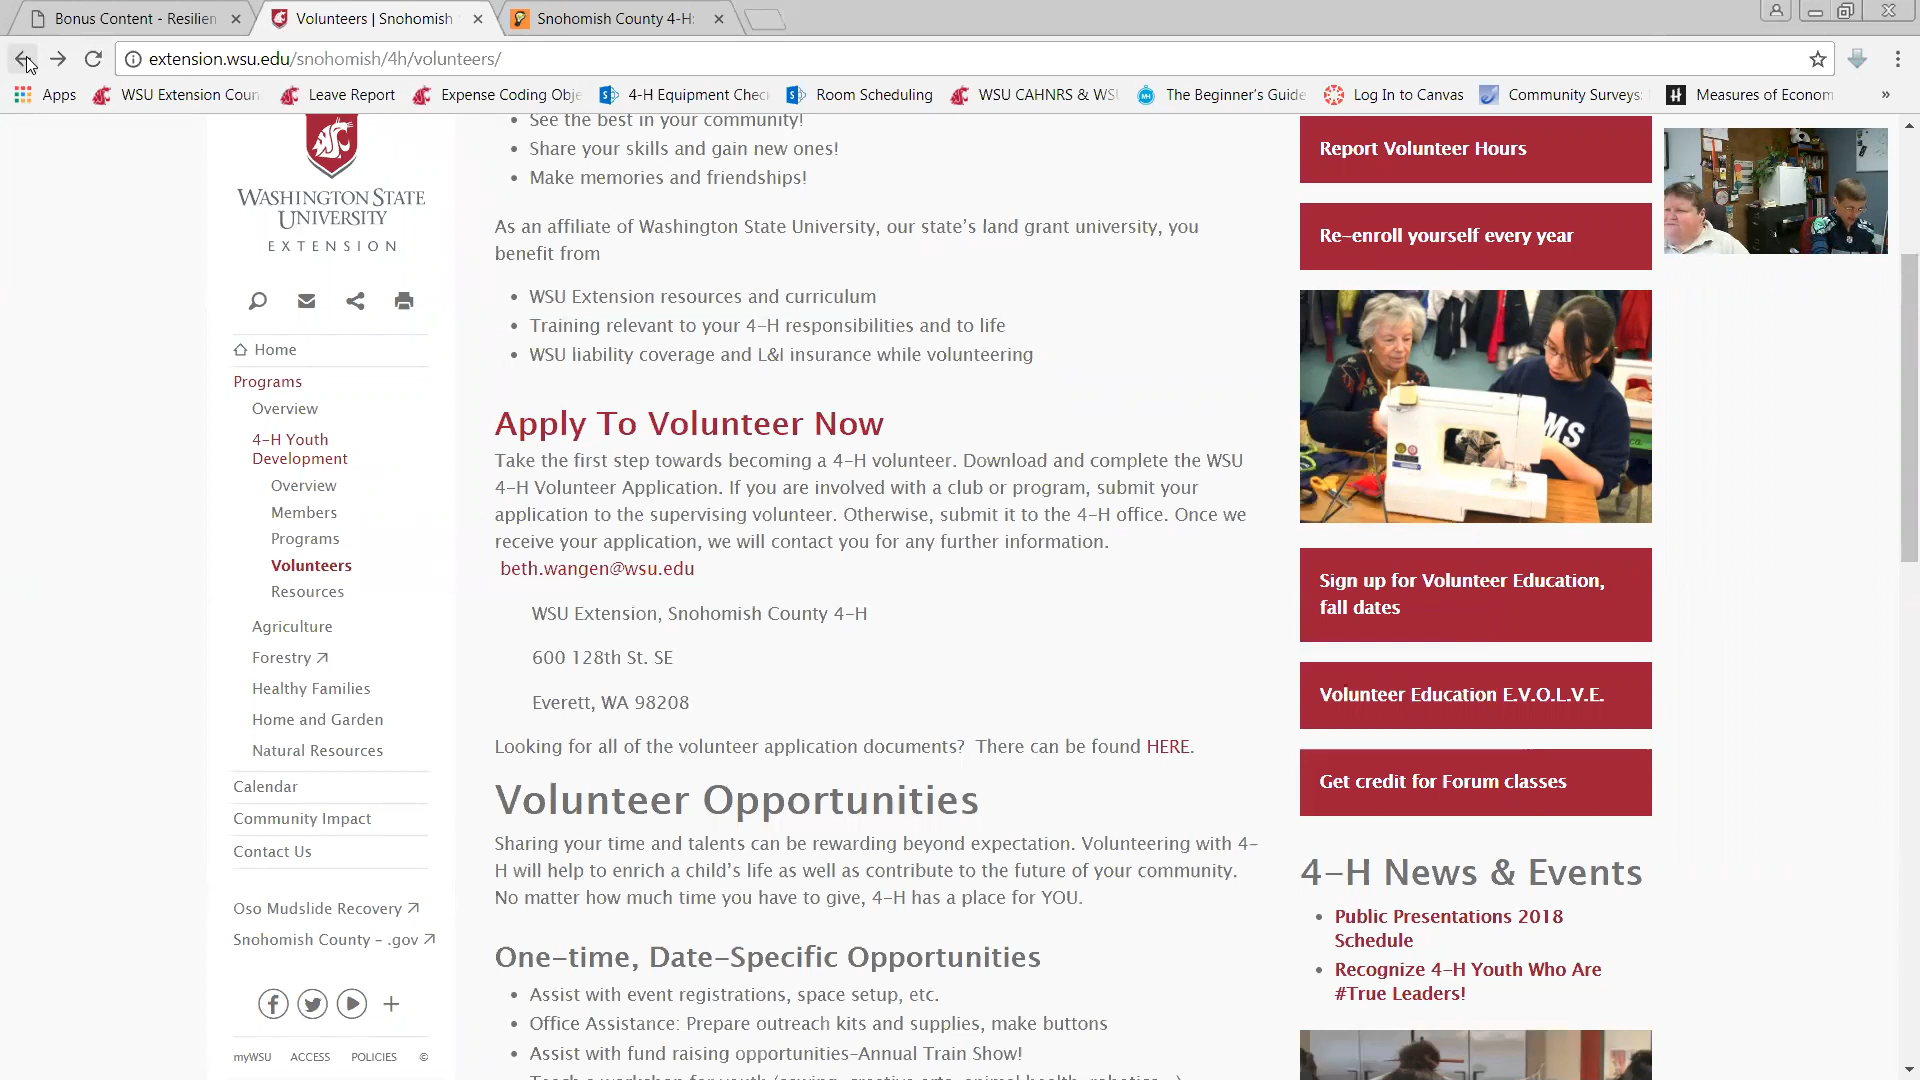 Bonus Content - Resilien
Volunteers | Snohomish
Snohomish County 4-H:
extension.wsu.edu/snohomish/4h/volunteers/
Apps
WSU Extension Coun
Leave Report
Expense Coding Obje
4-H Equipment Chec
Room Scheduling
WSU CAHNRS & WS
The Beginner's Guide
Log In to Canvas
Community Surveys:
Measures of Econom
»
WASHINGTON STATE
UNIVERSITY
EXTENSION
Home
Programs
Overview
4-H Youth
Development
Overview
Members
Programs
Volunteers
Resources
Agriculture
Forestry
Healthy Families
Home and Garden
Natural Resources
Calendar
Community Impact
Contact Us
Oso Mudslide Recovery
Snohomish County – .gov
myWSU ACCESS POLICIES ©
• See the best in your community!
• Share your skills and gain new ones!
• Make memories and friendships!
As an affiliate of Washington State University, our state's land grant university, you
benefit from
• WSU Extension resources and curriculum
• Training relevant to your 4-H responsibilities and to life
• WSU liability coverage and L&I insurance while volunteering
Apply To Volunteer Now
Take the first step towards becoming a 4-H volunteer. Download and complete the WSU
4-H Volunteer Application. If you are involved with a club or program, submit your
application to the supervising volunteer. Otherwise, submit it to the 4-H office. Once we
receive your application, we will contact you for any further information.
beth.wangen@wsu.edu
WSU Extension, Snohomish County 4-H
600 128th St. SE
Everett, WA 98208
Looking for all of the volunteer application documents? There can be found HERE.
Volunteer Opportunities
Sharing your time and talents can be rewarding beyond expectation. Volunteering with 4-
H will help to enrich a child's life as well as contribute to the future of your community.
No matter how much time you have to give, 4-H has a place for YOU.
One-time, Date-Specific Opportunities
• Assist with event registrations, space setup, etc.
• Office Assistance: Prepare outreach kits and supplies, make buttons
• Assist with fund raising opportunities-Annual Train Show!
Report Volunteer Hours
Re-enroll yourself every year
MS
Sign up for Volunteer Education,
fall dates
Volunteer Education E.V.O.L.V.E.
Get credit for Forum classes
4-H News & Events
• Public Presentations 2018
Schedule
• Recognize 4-H Youth Who Are
#True Leaders!